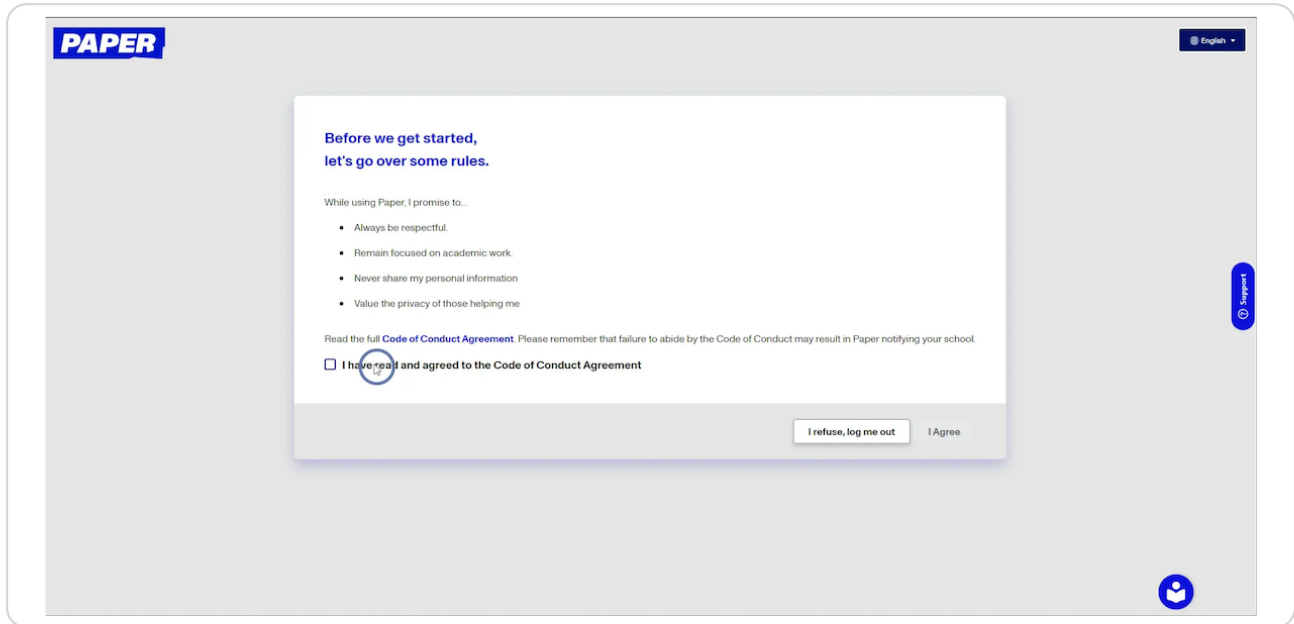 PAPER
English
Before we get started,
let's go over some rules.
While using Paper, I promise to...
Always be respectful.
Remain focused on academic work.
Never share my personal information
Value the privacy of those helping me
Read the full Code of Conduct Agreement. Please remember that failure to abide by the Code of Conduct may result in Paper notifying your school.
I have read and agreed to the Code of Conduct Agreement
I refuse, log me out
I Agree
Support